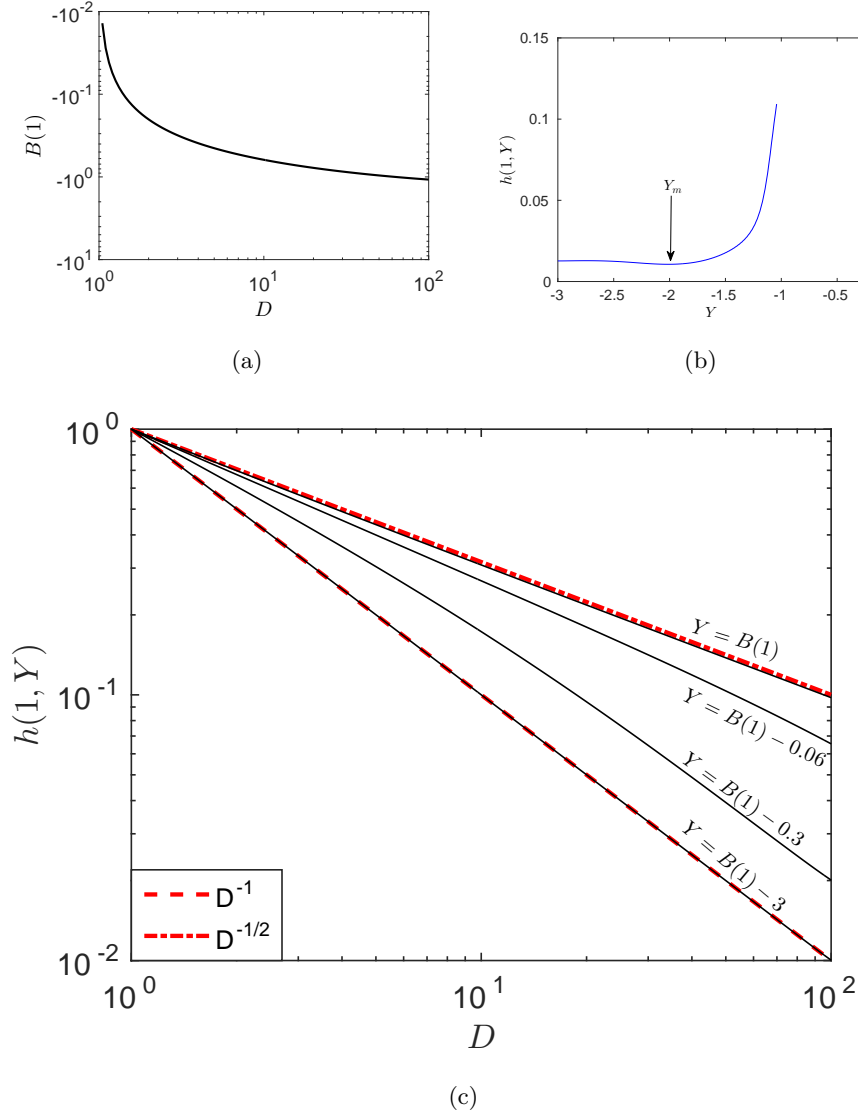 -10^-2
-10^-1
-10^0
-10^1
B(1)
10^0
10^1
10^2
D
(a)
0.15
0.1
0.05
0
h(1,Y)
Y_m
-3
-2.5
-2
-1.5
-1
-0.5
Y
(b)
10^0
10^-1
10^-2
h(1,Y)
Y = B(1)
Y = B(1) − 0.06
Y = B(1) − 0.3
Y = B(1) − 3
D^-1
D^-1/2
10^0
10^1
10^2
D
(c)